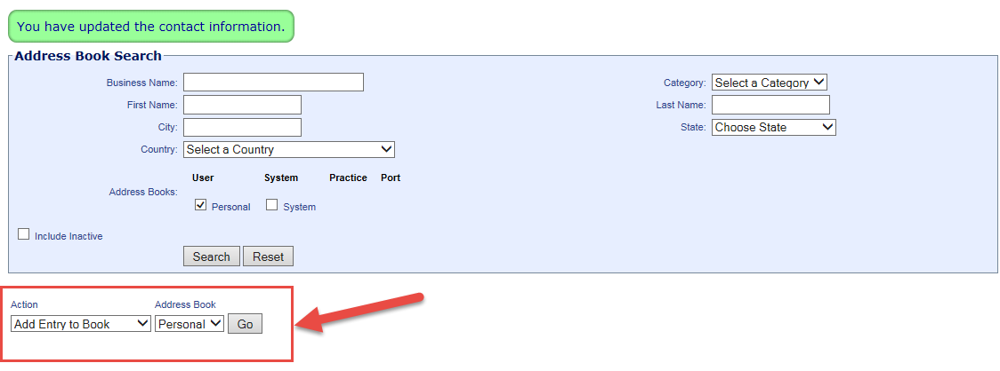 You have updated the contact information.
Address Book Search
Business Name:
Category: Select a Category
First Name:
Last Name:
City:
State: Choose State
Country: Select a Country
User System Practice Port
Address Books:
Personal System
Include Inactive
Search Reset
Action Address Book
Add Entry to Book Personal Go